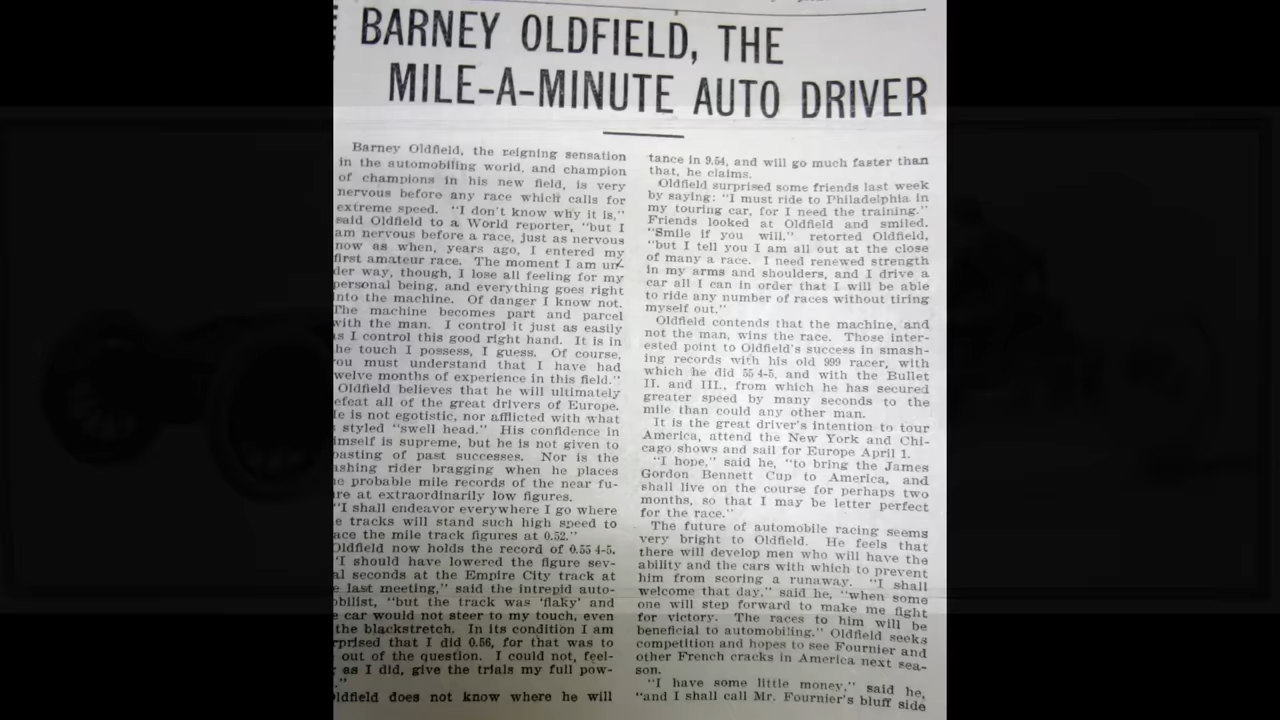 BARNEY OLDFIELD, THE
MILE-A-MINUTE AUTO DRIVER
Barney Oldfield, the reigning sensation
in the automobiling world, and champion
of champions in his new field, is very
nervous before any race which calls for
extreme speed. "I don't know why it is,"
said Oldfield to a World reporter, "but I
am nervous before a race, just as nervous
now as when, years ago, I entered my
first amateur race. The moment I am un-
der way, though, I lose all feeling for my
personal being, and everything goes right
into the machine. Of danger I know not.
The machine becomes part and parcel
with the man. I control it just as easily
as I control this good right hand. It is in
he touch I possess, I guess. Of course,
ou must understand that I have had
welve months of experience in this field."
Oldfield believes that he will ultimately
efeat all of the great drivers of Europe.
He is not egotistic, nor afflicted with what
s styled "swell head." His confidence in
imself is supreme, but he is not given to
oasting of past successes. Nor is the
ashing rider bragging when he places
he probable mile records of the near fu-
ure at extraordinarily low figures.
"I shall endeavor everywhere I go where
e tracks will stand such high speed to
ace the mile track figures at 0.52."
Oldfield now holds the record of 0.55 4-5.
"I should have lowered the figure sev-
al seconds at the Empire City track at
e last meeting," said the intrepid auto-
obilist, "but the track was 'flaky' and
e car would not steer to my touch, even
the blackstretch. In its condition I am
rprised that I did 0.56, for that was to
out of the question. I could not, feel-
as I did, give the trials my full pow-
."
ldfield does not know where he will
tance in 9.54, and will go much faster than
that, he claims.
Oldfield surprised some friends last week
by saying: "I must ride to Philadelphia in
my touring car, for I need the training."
Friends looked at Oldfield and smiled.
"Smile if you will," retorted Oldfield,
"but I tell you I am all out at the close
of many a race. I need renewed strength
in my arms and shoulders, and I drive a
car all I can in order that I will be able
to ride any number of races without tiring
myself out."
Oldfield contends that the machine, and
not the man, wins the race. Those inter-
ested point to Oldfield's success in smash-
ing records with his old 999 racer, with
which he did 55 4-5, and with the Bullet
II. and III., from which he has secured
greater speed by many seconds to the
mile than could any other man.
It is the great driver's intention to tour
America, attend the New York and Chi-
cago shows and sail for Europe April 1.
"I hope," said he, "to bring the James
Gordon Bennett Cup to America, and
shall live on the course for perhaps two
months, so that I may be letter perfect
for the race."
The future of automobile racing seems
very bright to Oldfield. He feels that
there will develop men who will have the
ability and the cars with which to prevent
him from scoring a runaway. "I shall
welcome that day," said he, "when some
one will step forward to make me fight
for victory. The races to him will be
beneficial to automobiling." Oldfield seeks
competition and hopes to see Fournier and
other French cracks in America next sea-
son.
"I have some little money," said he,
"and I shall call Mr. Fournier's bluff side